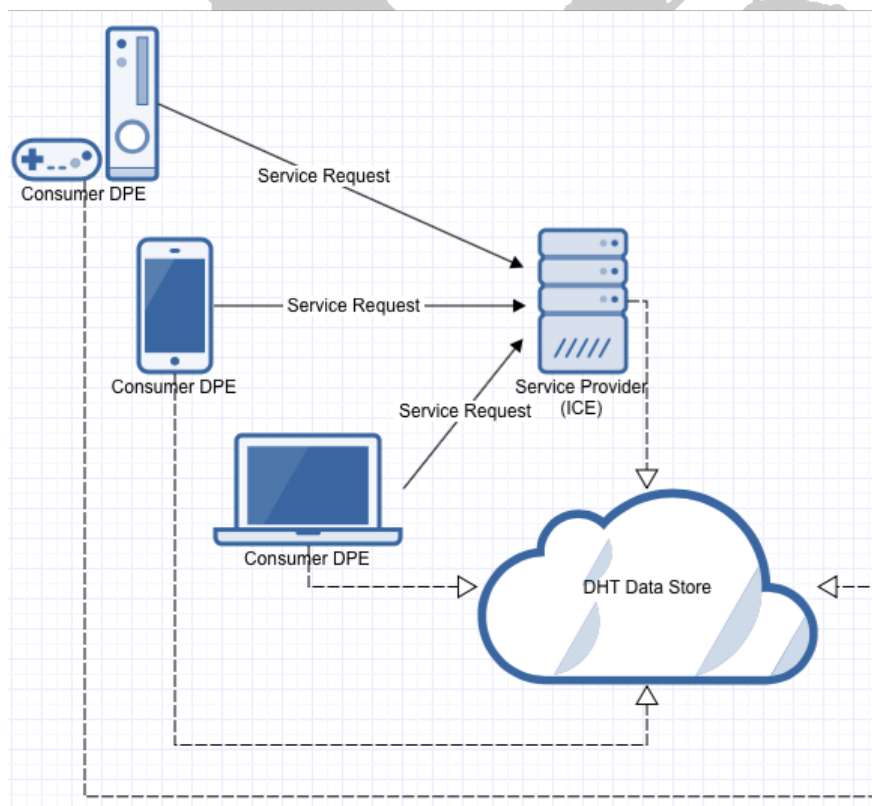 Service Request
Consumer DPE
Service Request
Consumer DPE
Service Provider
(ICE)
Service Request
Consumer DPE
DHT Data Store